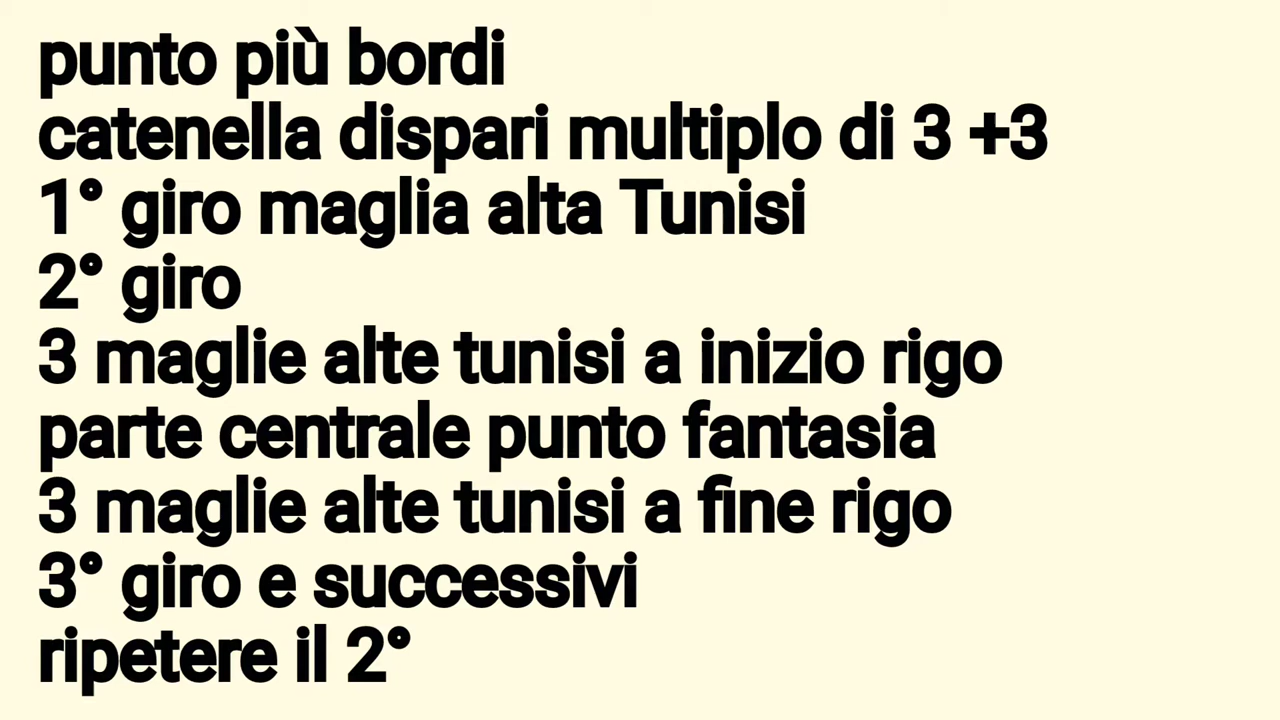 punto più bordi
catenella dispari multiplo di 3 +3
1° giro maglia alta Tunisi
2° giro
3 maglie alte tunisi a inizio rigo
parte centrale punto fantasia
3 maglie alte tunisi a fine rigo
3° giro e successivi
ripetere il 2°